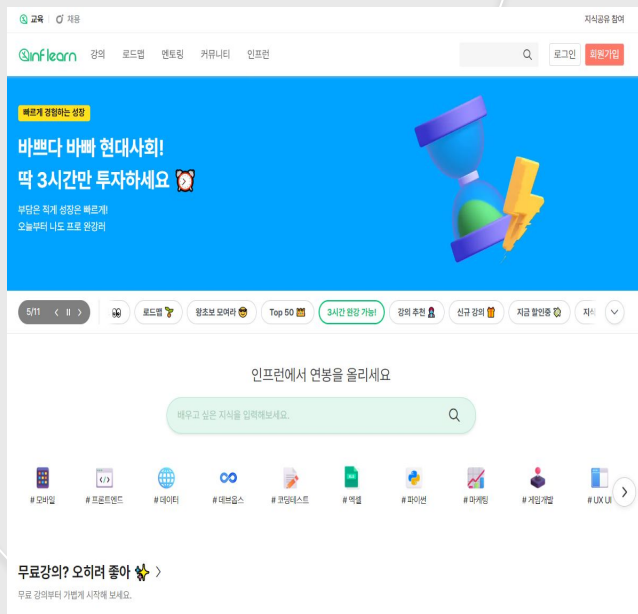 교육 채용 지식공유 참여
inflearn 강의 로드맵 멘토링 커뮤니티 인프런 로그인 회원가입
빠르게 경험하는 성장
바쁘다 바빠 현대사회!
딱 3시간만 투자하세요
부담은 적게 성장은 빠르게!
오늘부터 나도 프로 완강러
5/11 로드맵 왕초보 모여라 Top 50 3시간 완강 가능! 강의 추천 신규 강의 지금 할인중
인프런에서 연봉을 올리세요
배우고 싶은 지식을 입력해보세요.
# 모바일 # 프론트엔드 # 데이터 # 데브옵스 # 코딩테스트 # 엑셀 # 파이썬 # 마케팅 # 게임개발 # UX UI
무료강의? 오히려 좋아
무료 강의부터 가볍게 시작해 보세요.